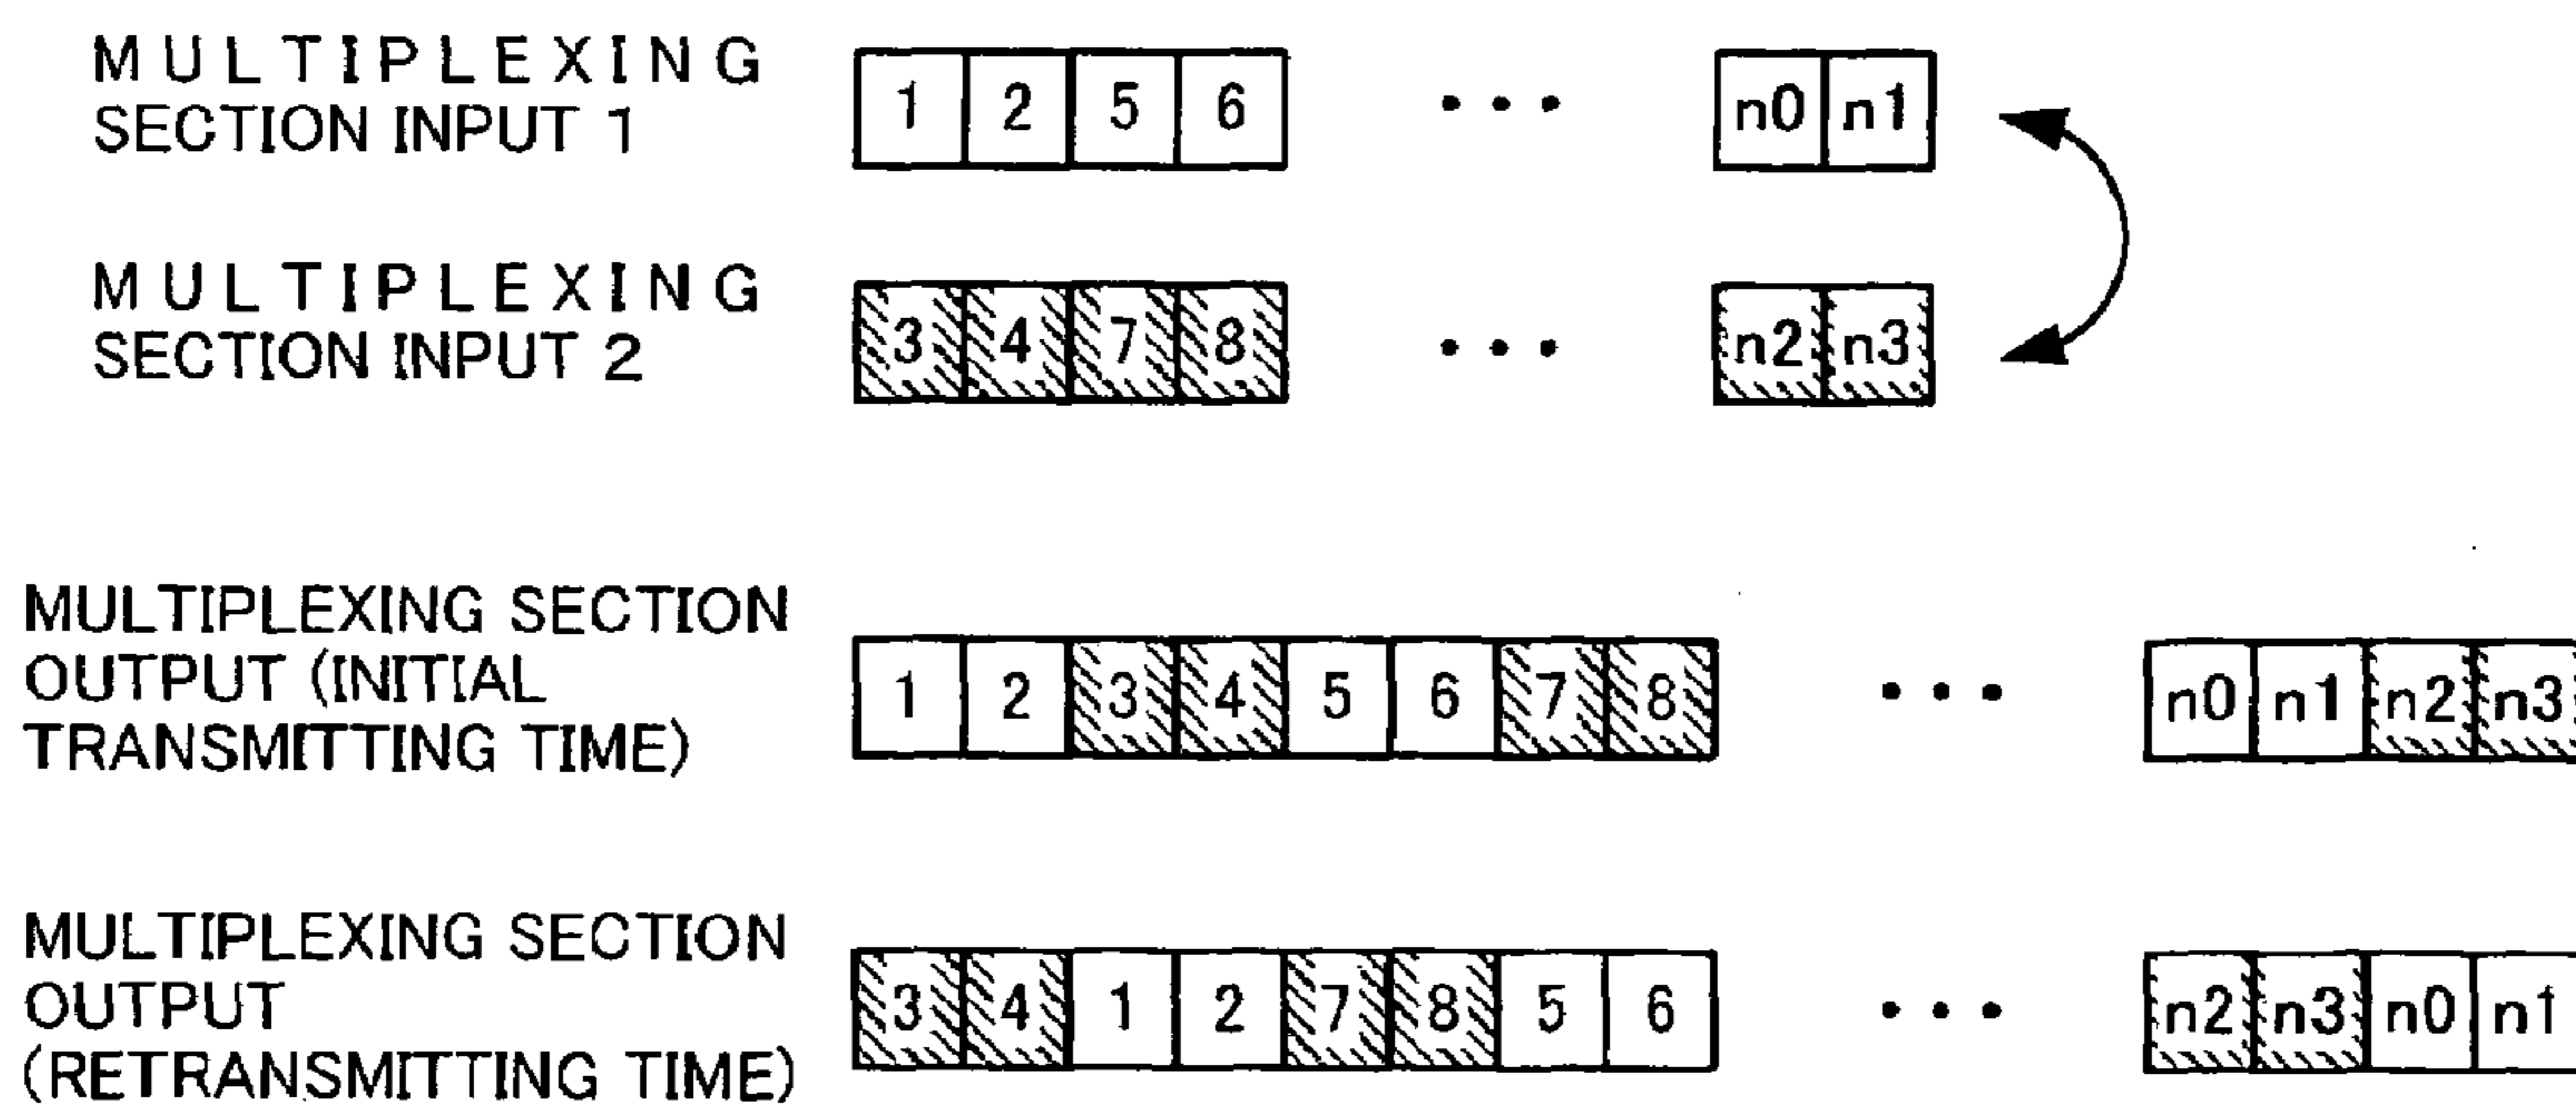 MULTIPLEXING
SECTION INPUT 1
1 2 5 6 ... n0 n1
MULTIPLEXING
SECTION INPUT 2
3 4 7 8 ... n2 n3
MULTIPLEXING SECTION
OUTPUT (INITIAL
TRANSMITTING TIME)
1 2 3 4 5 6 7 8 ... n0 n1 n2 n3
MULTIPLEXING SECTION
OUTPUT
(RETRANSMITTING TIME)
3 4 1 2 7 8 5 6 ... n2 n3 n0 n1